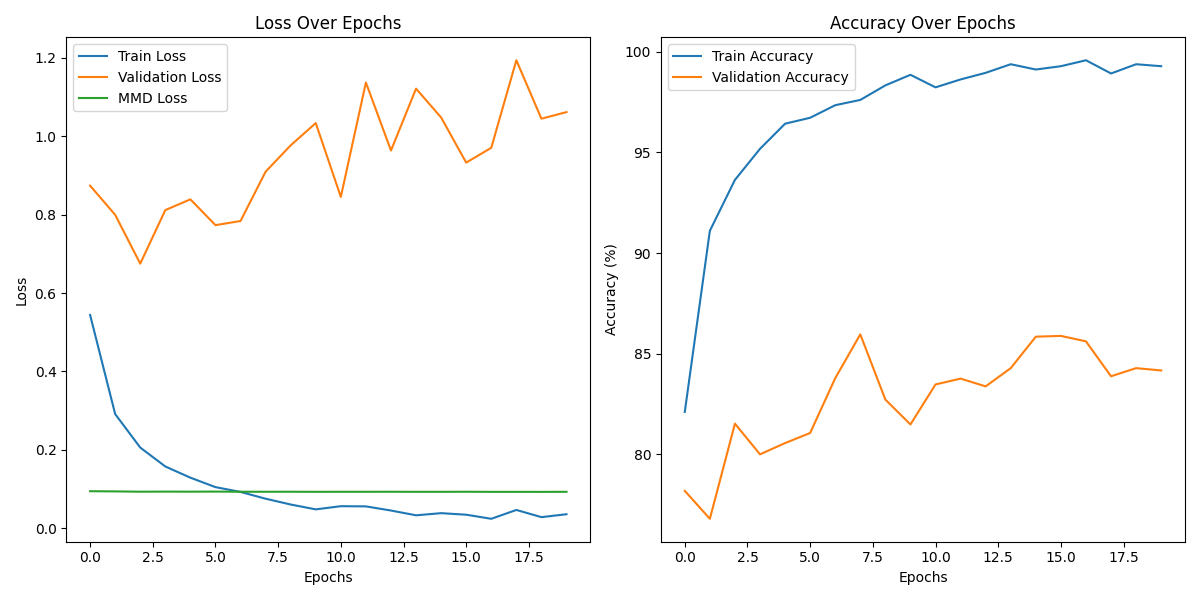 Loss Over Epochs
Train Loss
Validation Loss
MMD Loss
1.2
1.0
0.8
0.6
0.4
0.2
0.0
Loss
0.0 2.5 5.0 7.5 10.0 12.5 15.0 17.5
Epochs
Accuracy Over Epochs
Train Accuracy
Validation Accuracy
100
95
90
85
80
Accuracy (%)
0.0 2.5 5.0 7.5 10.0 12.5 15.0 17.5
Epochs